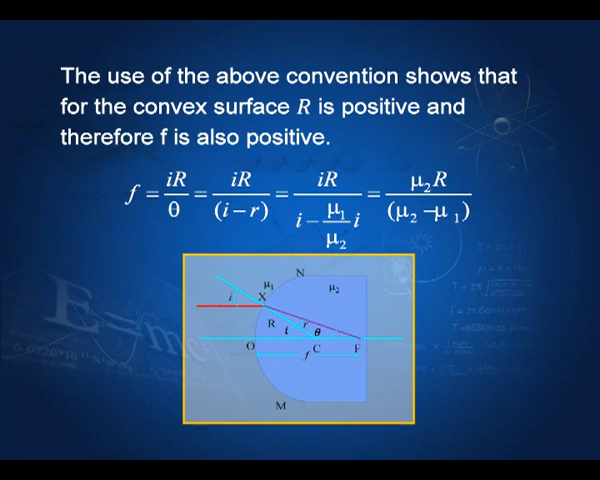 The use of the above convention shows that
for the convex surface R is positive and
therefore f is also positive.
f = iR/θ = iR/(i – r) = iR/(i – (μ₁/μ₂) i) = μ₂R/(μ₂ – μ₁)
N
μ₁
μ₂
i
X
R
r
i
θ
O
C
F
f
M
E=mc